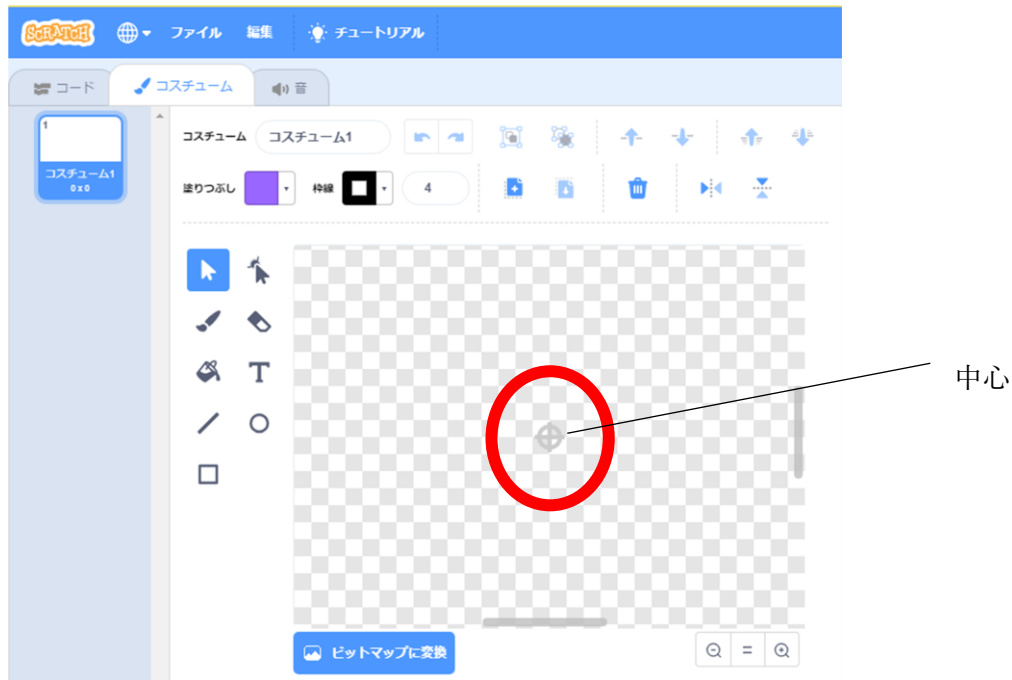 SCRATCH ファイル 編集 チュートリアル
コード コスチューム 音
1
コスチューム1
0 x 0
コスチューム コスチューム1
塗りつぶし 枠線 4
T
中心
ビットマップに変換